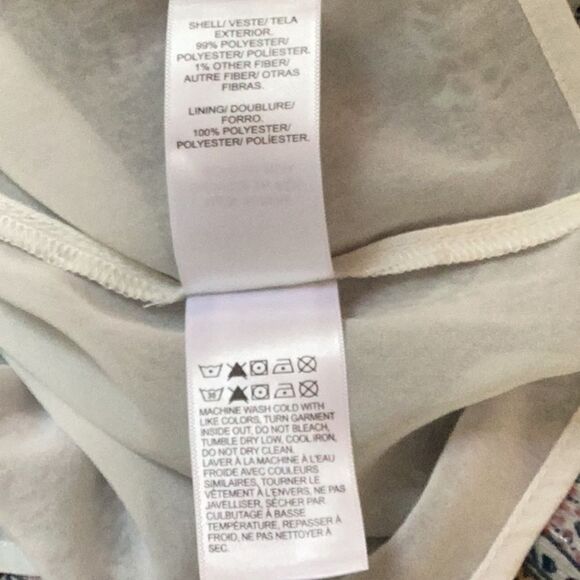 SHELL/ VESTE/ TELA
EXTERIOR.
99% POLYESTER/
POLYESTER/ POLIÉSTER.
1% OTHER FIBER/
AUTRE FIBER/ OTRAS
FIBRAS.
LINING/ DOUBLURE/
FORRO.
100% POLYESTER/
POLYESTER/ POLIÉSTER.
MACHINE WASH COLD WITH
LIKE COLORS, TURN GARMENT
INSIDE OUT, DO NOT BLEACH,
TUMBLE DRY LOW, COOL IRON,
DO NOT DRY CLEAN.
LAVER À LA MACHINE À L'EAU
FROIDE AVEC COULEURS
SIMILAIRES, TOURNER LE
VÊTEMENT À L'ENVERS, NE PAS
JAVELLISER, SÉCHER PAR
CULBUTAGE À BASSE
TEMPÉRATURE, REPASSER À
FROID, NE PAS NETTOYER À
SEC.